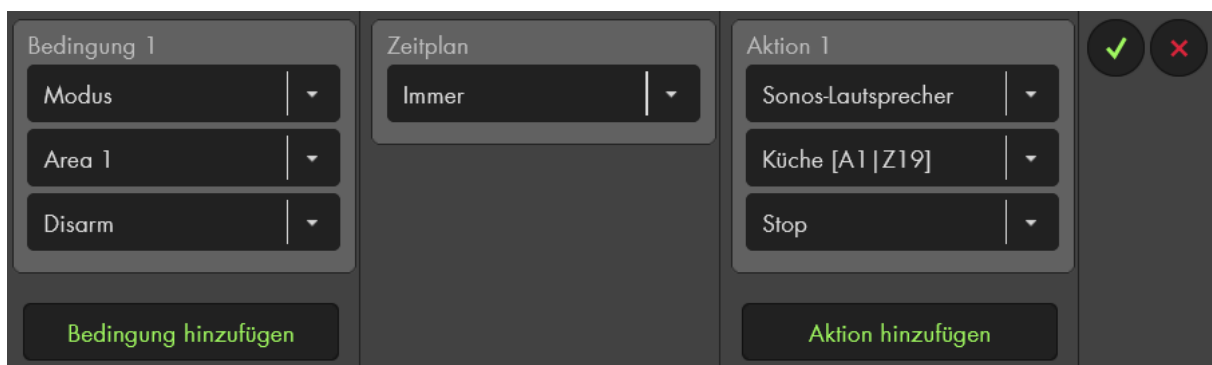 Bedingung 1
Modus
Area 1
Disarm
Bedingung hinzufügen
Zeitplan
Immer
Aktion 1
Sonos-Lautsprecher
Küche [A1|Z19]
Stop
Aktion hinzufügen